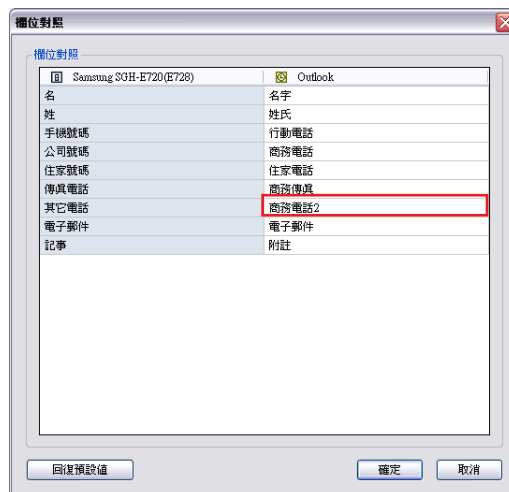 欄位對照
欄位對照
Samsung SGH-E720(E728) Outlook
名 名字
姓 姓氏
手機號碼 行動電話
公司號碼 商務電話
住家號碼 住家電話
傳真電話 商務傳真
其它電話 商務電話2
電子郵件 電子郵件
記事 附註
回復預設值 確定 取消